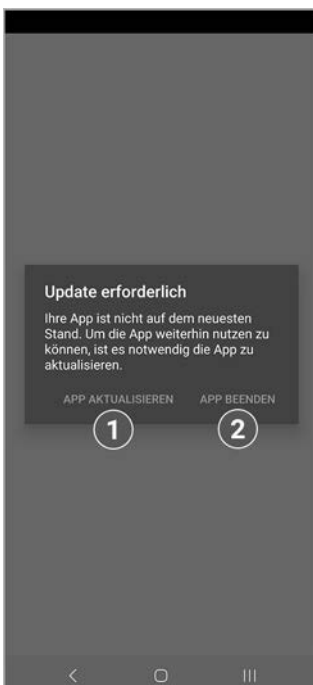 Update erforderlich
Ihre App ist nicht auf dem neuesten
Stand. Um die App weiterhin nutzen zu
können, ist es notwendig die App zu
aktualisieren.
APP AKTUALISIEREN APP BEENDEN
1 2